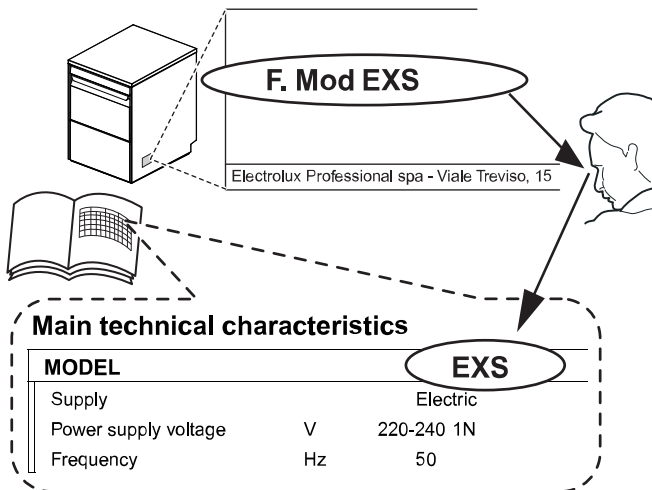 F. Mod EXS
Electrolux Professional spa - Viale Treviso, 15
Main technical characteristics
MODEL EXS
Supply Electric
Power supply voltage V 220-240 1N
Frequency Hz 50